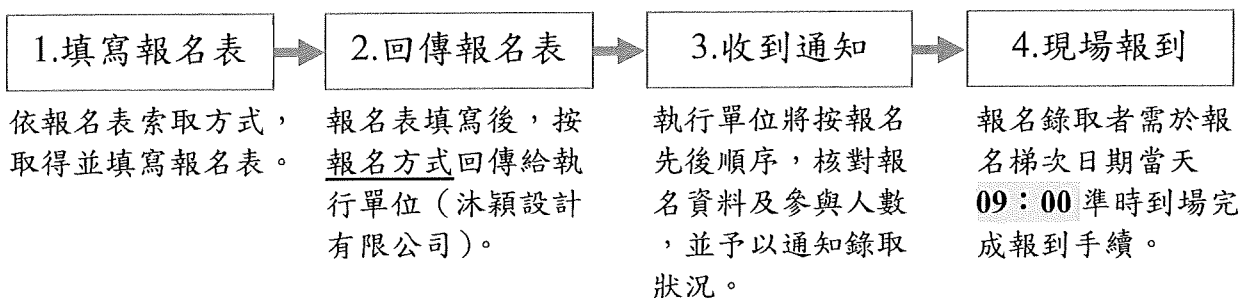 1.填寫報名表
依報名表索取方式，
取得並填寫報名表。
2.回傳報名表
報名表填寫後，按
報名方式回傳給執
行單位（沐穎設計
有限公司）。
3.收到通知
執行單位將按報名
先後順序，核對報
名資料及參與人數
，並予以通知錄取
狀況。
4.現場報到
報名錄取者需於報
名梯次日期當天
09：00 準時到場完
成報到手續。